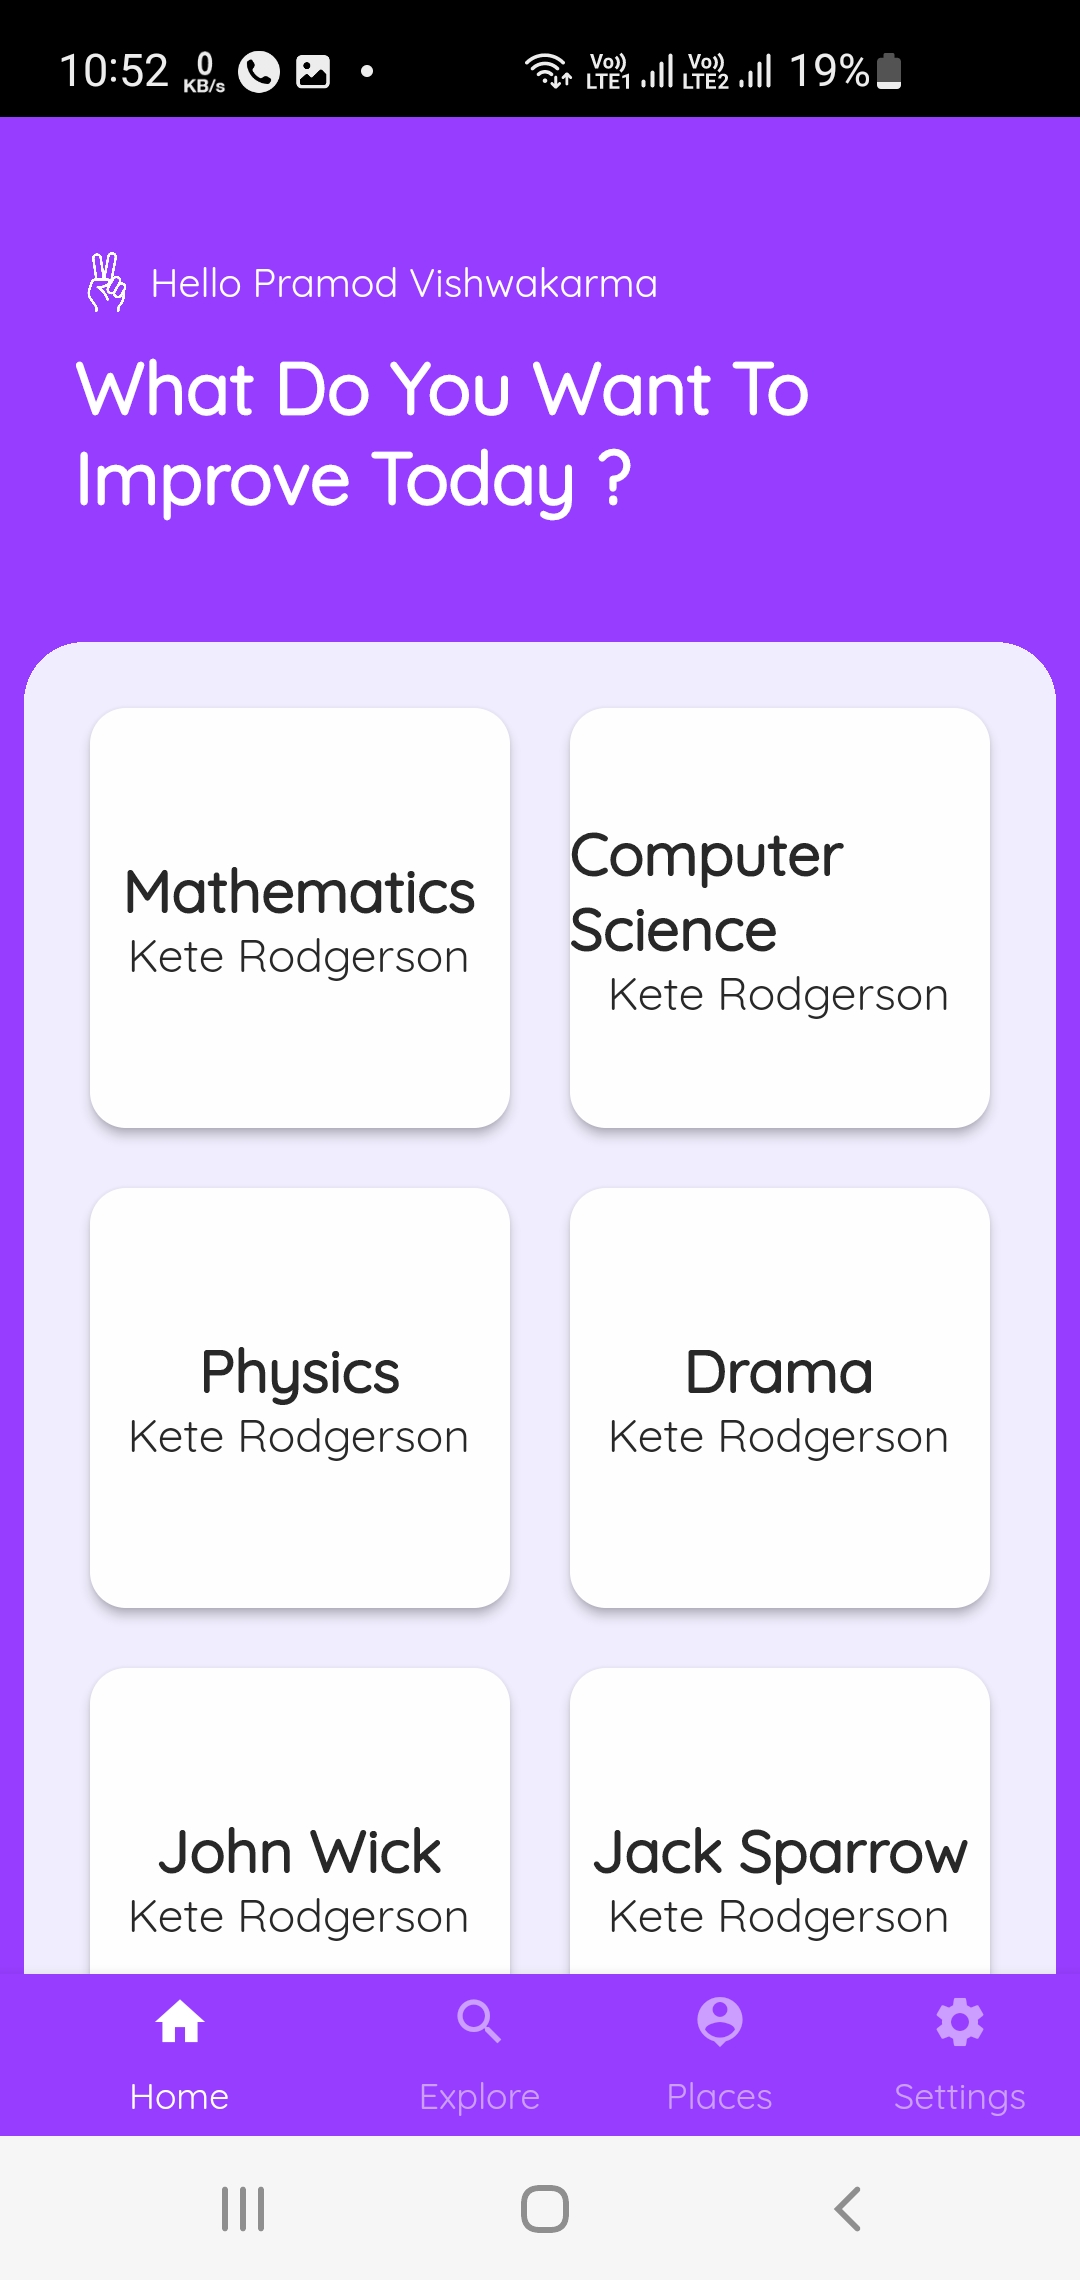 10:52 0 KB/s Vo)) LTE1 Vo)) LTE2 19%
Hello Pramod Vishwakarma
What Do You Want To
Improve Today ?
Mathematics
Kete Rodgerson
Computer
Science
Kete Rodgerson
Physics
Kete Rodgerson
Drama
Kete Rodgerson
John Wick
Kete Rodgerson
Jack Sparrow
Kete Rodgerson
Home Explore Places Settings